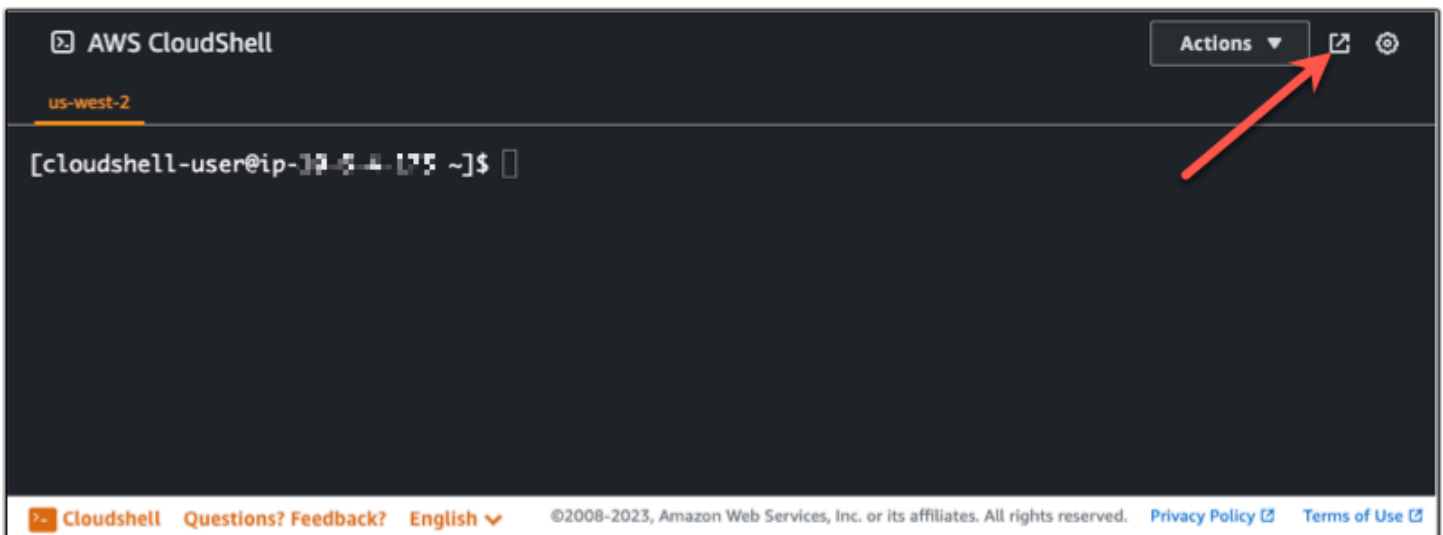 AWS CloudShell
Actions
us-west-2
[cloudshell-user@ip- ~]$
Cloudshell Questions? Feedback? English ©2008-2023, Amazon Web Services, Inc. or its affiliates. All rights reserved. Privacy Policy Terms of Use